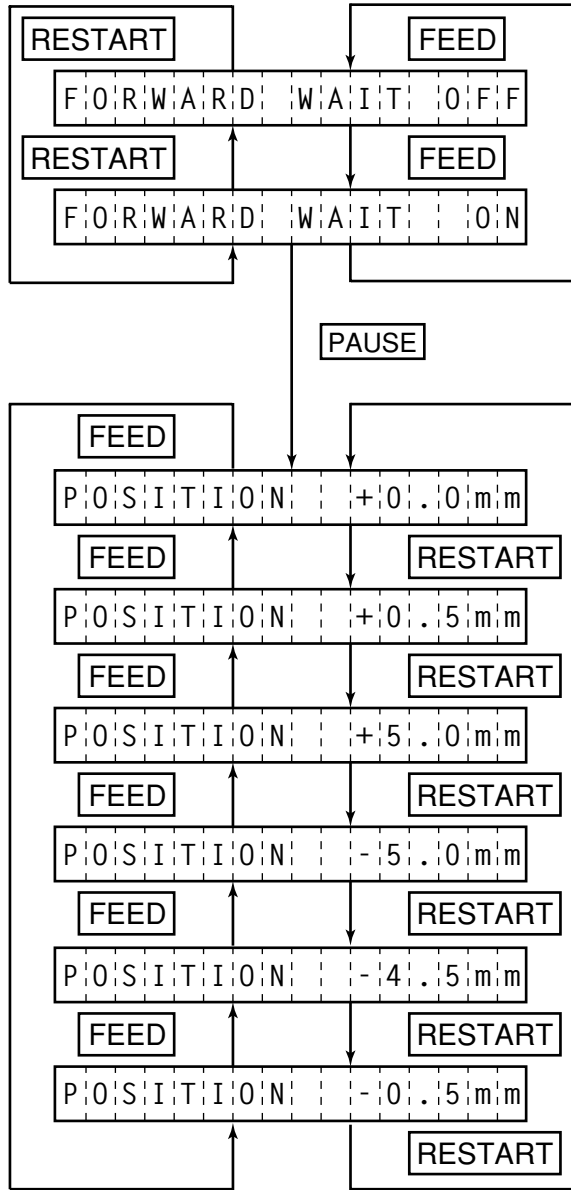 RESTART FEED
FORWARD WAIT OFF
RESTART FEED
FORWARD WAIT  ON
PAUSE
FEED
POSITION  +0.0mm
FEED RESTART
POSITION  +0.5mm
FEED RESTART
POSITION  +5.0mm
FEED RESTART
POSITION  -5.0mm
FEED RESTART
POSITION  -4.5mm
FEED RESTART
POSITION  -0.5mm
RESTART